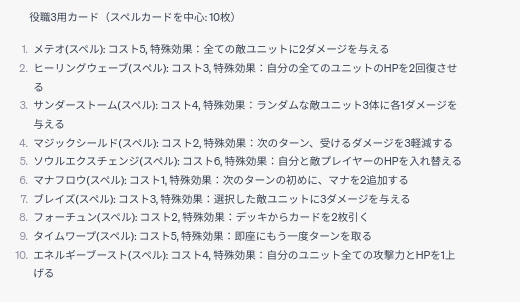 役職3用カード（スペルカードを中心: 10枚）
1. メテオ(スペル): コスト5, 特殊効果：全ての敵ユニットに2ダメージを与える
2. ヒーリングウェーブ(スペル): コスト3, 特殊効果：自分の全てのユニットのHPを2回復させ
る
3. サンダーストーム(スペル): コスト4, 特殊効果：ランダムな敵ユニット3体に各1ダメージを
与える
4. マジックシールド(スペル): コスト2, 特殊効果：次のターン、受けるダメージを3軽減する
5. ソウルエクスチェンジ(スペル): コスト6, 特殊効果：自分と敵プレイヤーのHPを入れ替える
6. マナフロウ(スペル): コスト1, 特殊効果：次のターンの初めに、マナを2追加する
7. ブレイズ(スペル): コスト3, 特殊効果：選択した敵ユニットに3ダメージを与える
8. フォーチュン(スペル): コスト2, 特殊効果：デッキからカードを2枚引く
9. タイムワープ(スペル): コスト5, 特殊効果：即座にもう一度ターンを取る
10. エネルギーブースト(スペル): コスト4, 特殊効果：自分のユニット全ての攻撃力とHPを1上
げる